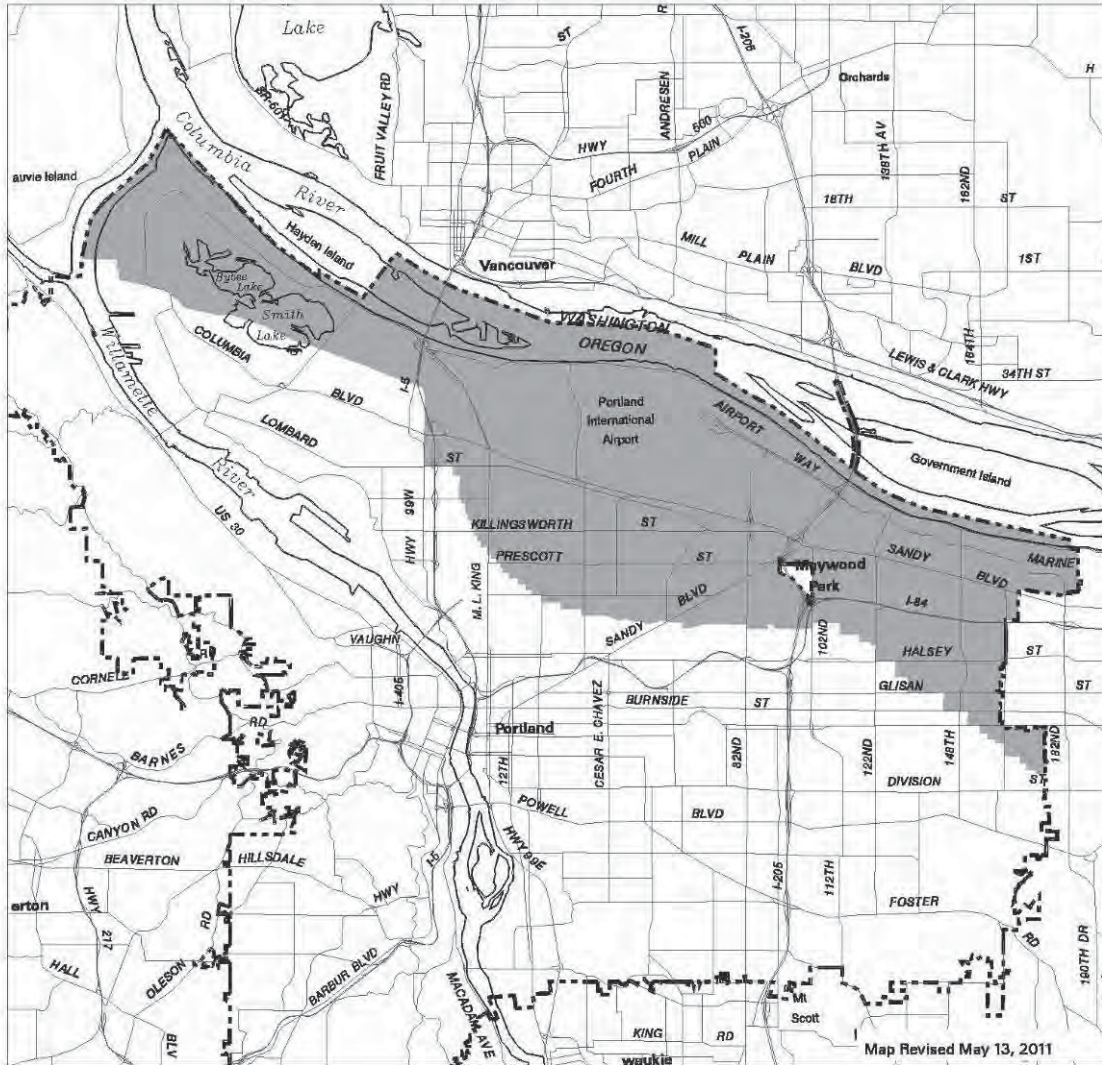 Lake
ST
R
I-205
Orchards
H
FRUIT VALLEY RD
ANDRESEN
500
HWY
FOURTH PLAIN
138TH AV
162ND
18TH
ST
Columbia
River
auvie Island
Hayden Island
MILL
PLAIN
BLVD
1ST
Vancouver
Bybee
Lake
Smith
Lake
WASHINGTON
OREGON
164TH
LEWIS & CLARK HWY
34TH ST
COLUMBIA
BLVD
I-5
Willamette
River
LOMBARD
ST
Portland
International
Airport
AIRPORT
WAY
Government Island
US 30
HWY 99W
KILLINGSWORTH
ST
PRESCOTT
ST
SANDY
BLVD
MARINE
Maywood
Park
M. L. KING
SANDY
BLVD
I-84
VAUGHN
102ND
HALSEY
ST
CORNELL
RD
I-405
GLISAN
BURNSIDE
ST
ST
Portland
BARNES
12TH
CESAR E. CHAVEZ
82ND
122ND
148TH
182ND
DIVISION
ST
CANYON RD
POWELL
BLVD
BEAVERTON
HILLSDALE
HWY
I-5
HWY 99E
I-205
112TH
FOSTER
RD
erton
HWY
217
RD
HALL
OLESON
BARBUR BLVD
190TH DR
MACADAM AVE
Mt
Scott
BLV
KING
RD
waukie
Map Revised May 13, 2011